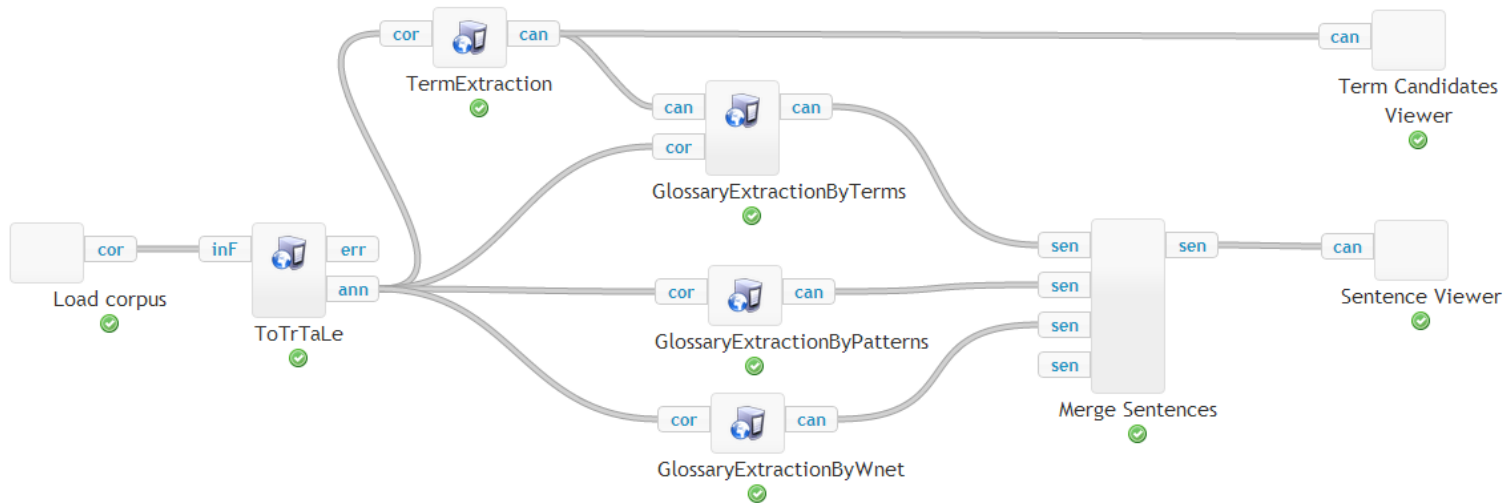 cor
can
can
TermExtraction
Term Candidates
Viewer
can
can
cor
GlossaryExtractionByTerms
cor
inF
err
ann
Load corpus
ToTrTaLe
cor
can
GlossaryExtractionByPatterns
cor
can
GlossaryExtractionByWnet
sen
sen
sen
sen
sen
Merge Sentences
can
Sentence Viewer